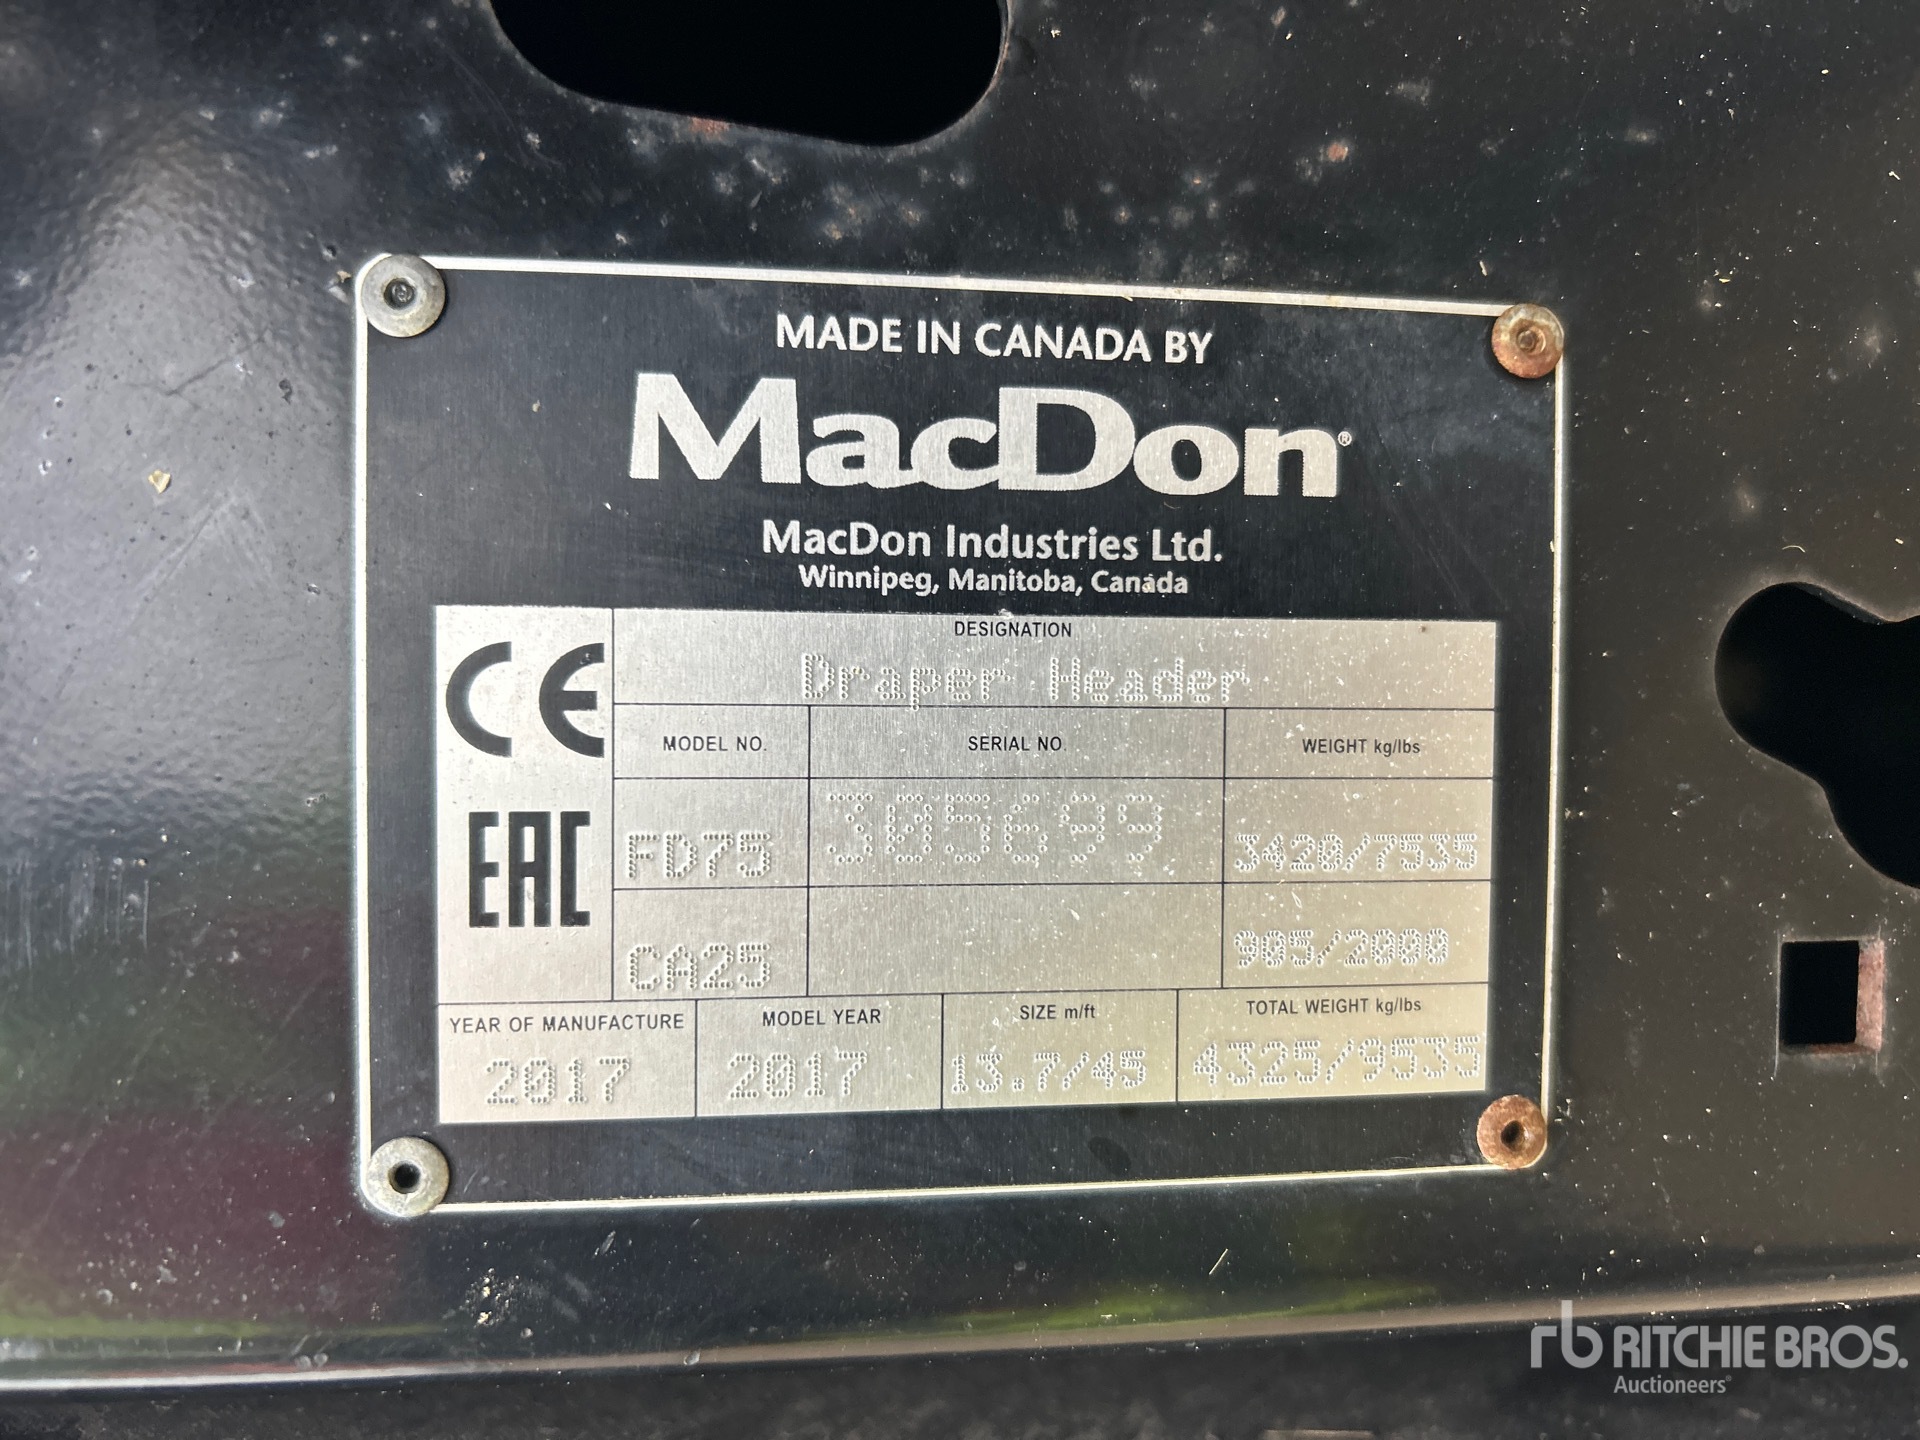 MADE IN CANADA BY
MacDon®
MacDon Industries Ltd.
Winnipeg, Manitoba, Canada
CE
EAC
DESIGNATION
Draper Header
MODEL NO. SERIAL NO. WEIGHT kg/lbs
FD75 305699 3420/7535
CA25 905/2000
YEAR OF MANUFACTURE MODEL YEAR SIZE m/ft TOTAL WEIGHT kg/lbs
2017 2017 13.7/45 4325/9535
rb RITCHIE BROS.
Auctioneers®